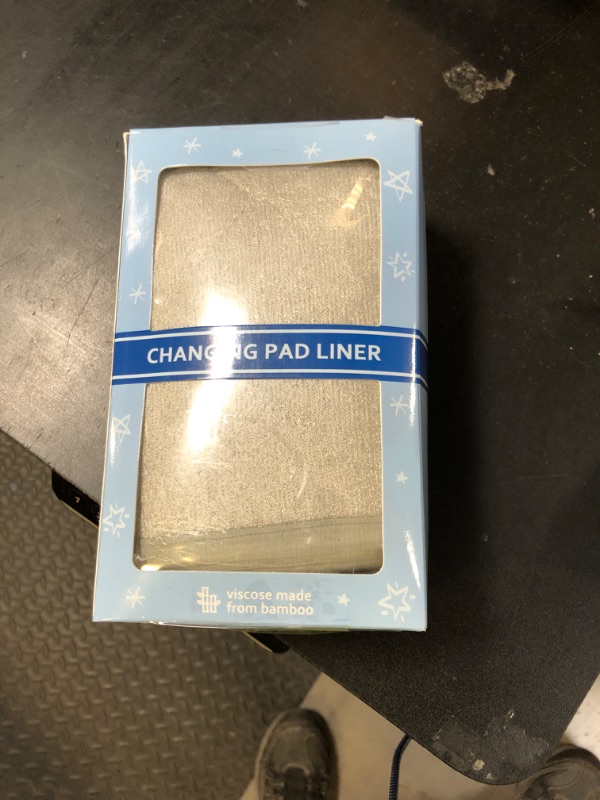 CHANGING PAD LINER
viscose made
from bamboo